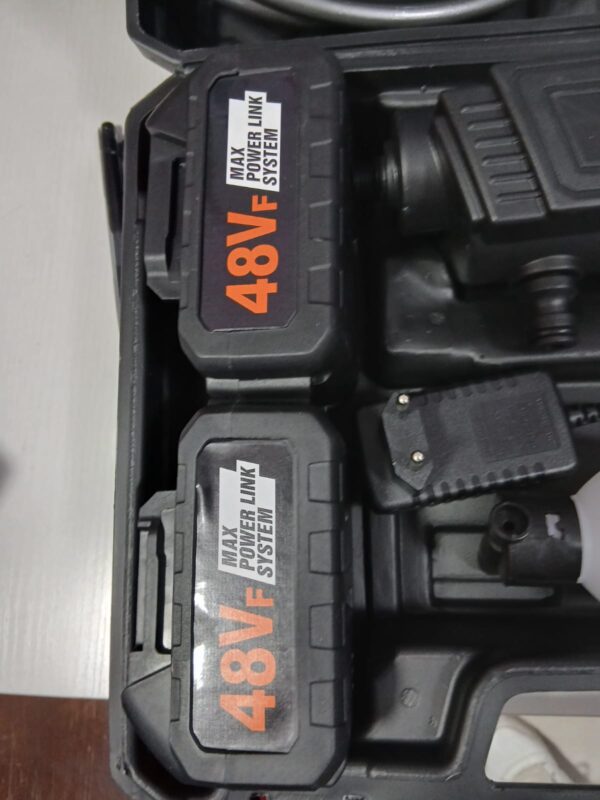 48VF
MAX
POWER LINK
SYSTEM
48VF
MAX
POWER LINK
SYSTEM